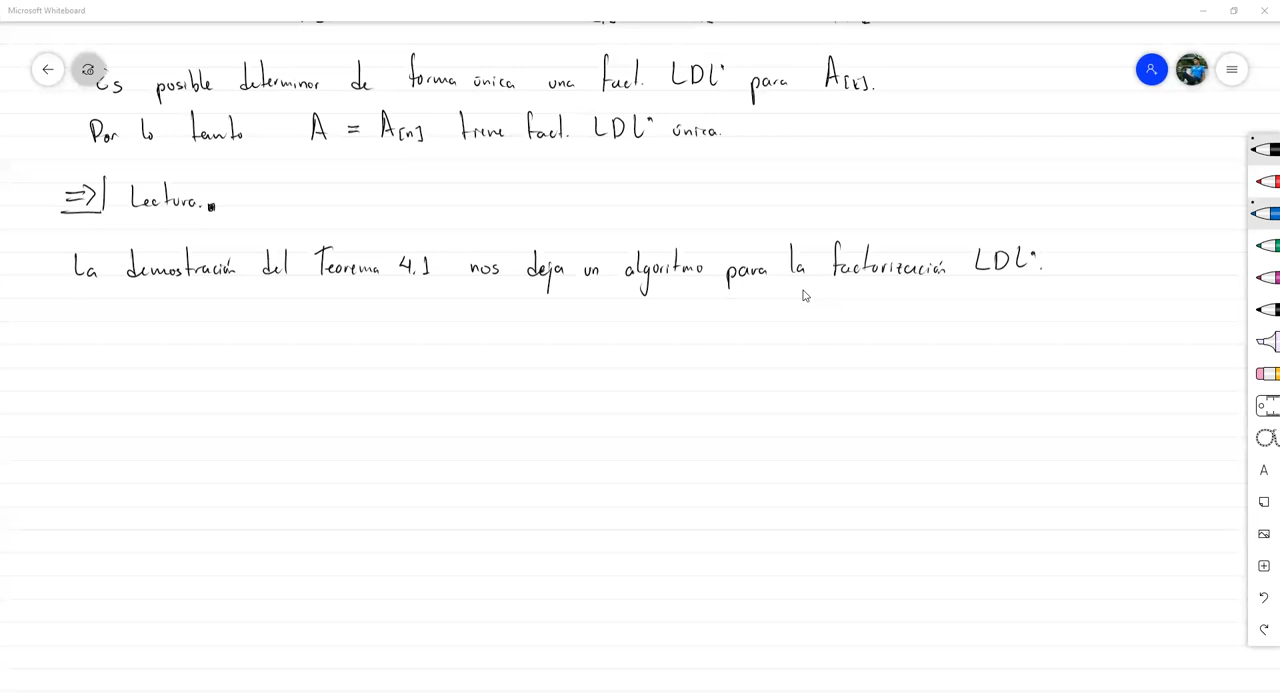 Microsoft Whiteboard
es posible determinar de forma única una fact. LDL* para A[k].
Por lo tanto A = A[n] tiene fact. LDL* única.
=>| Lectura.
La demostración del Teorema 4.1 nos deja un algoritmo para la factorización LDL*.
A